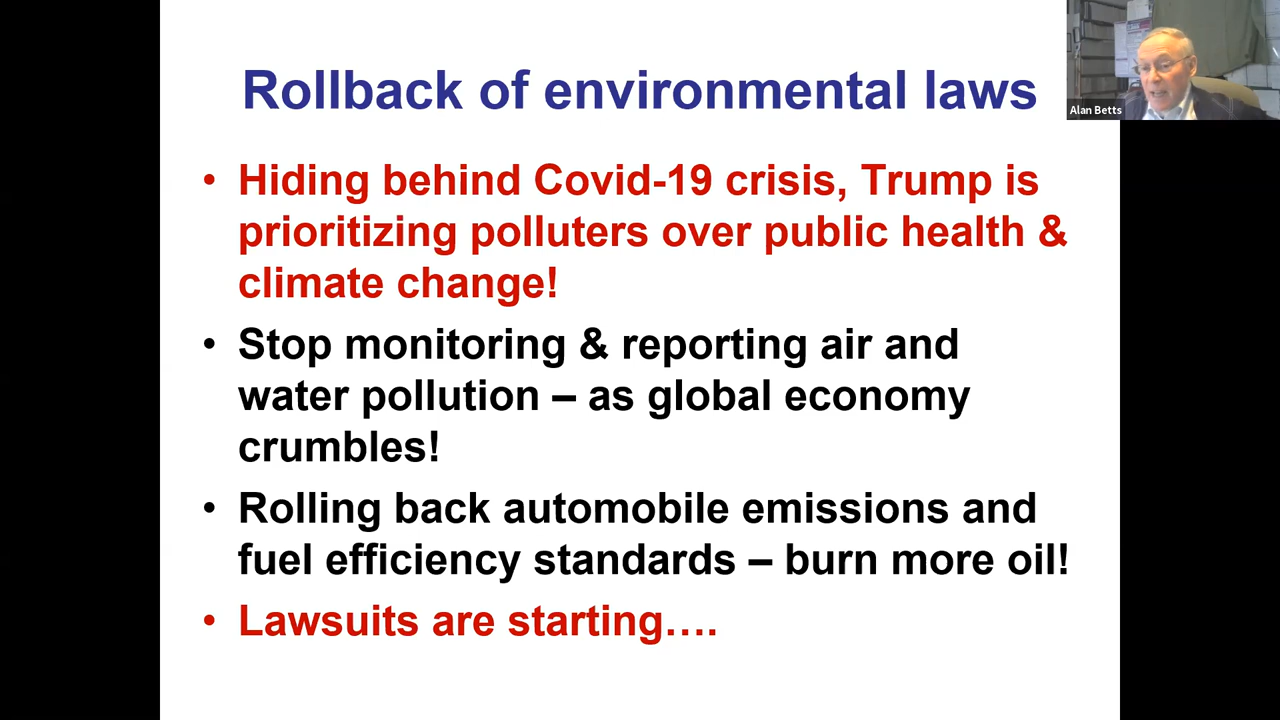 Rollback of environmental laws
Alan Betts
• Hiding behind Covid-19 crisis, Trump is
prioritizing polluters over public health &
climate change!
• Stop monitoring & reporting air and
water pollution – as global economy
crumbles!
• Rolling back automobile emissions and
fuel efficiency standards – burn more oil!
• Lawsuits are starting….